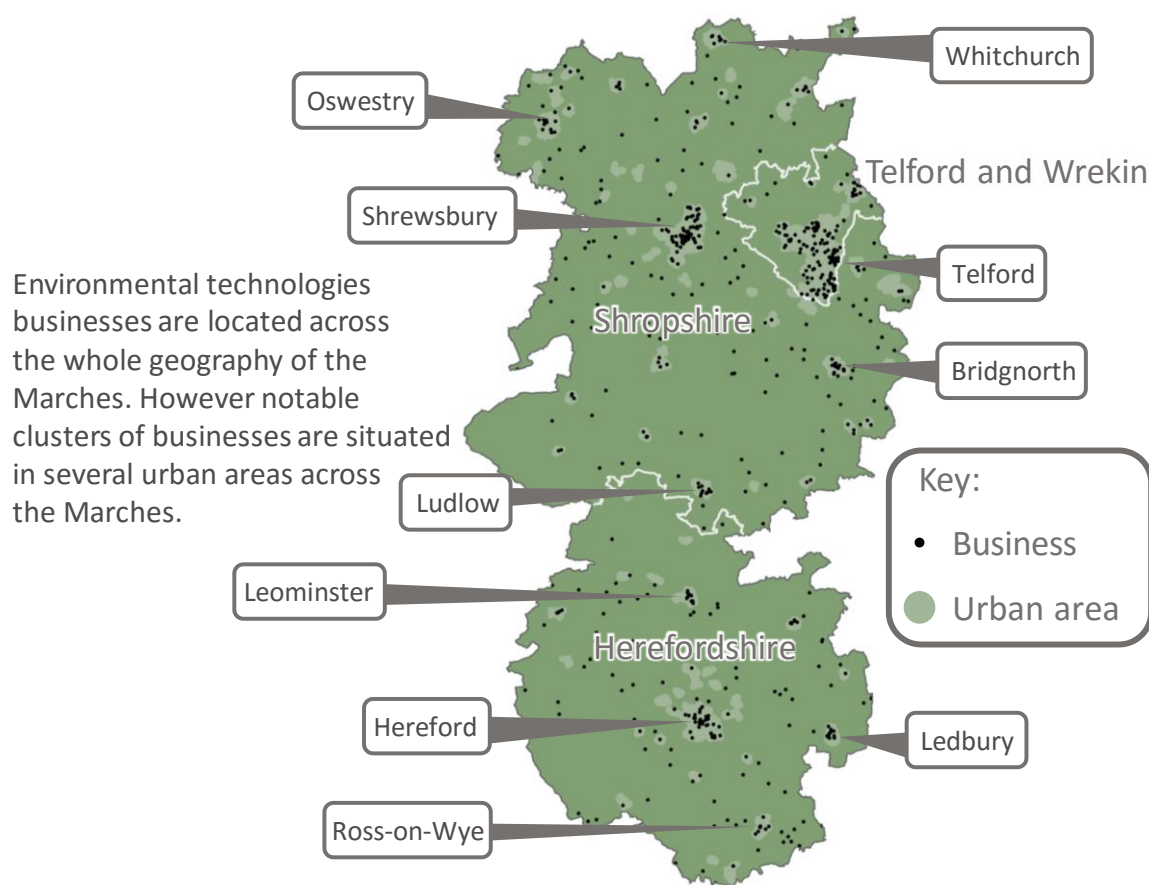 Whitchurch
Oswestry
Telford and Wrekin
Shrewsbury
Telford
Environmental technologies
businesses are located across
the whole geography of the
Marches. However notable
clusters of businesses are situated
in several urban areas across
the Marches.
Shropshire
Bridgnorth
Ludlow
Key:
Business
Urban area
Leominster
Herefordshire
Hereford
Ledbury
Ross-on-Wye